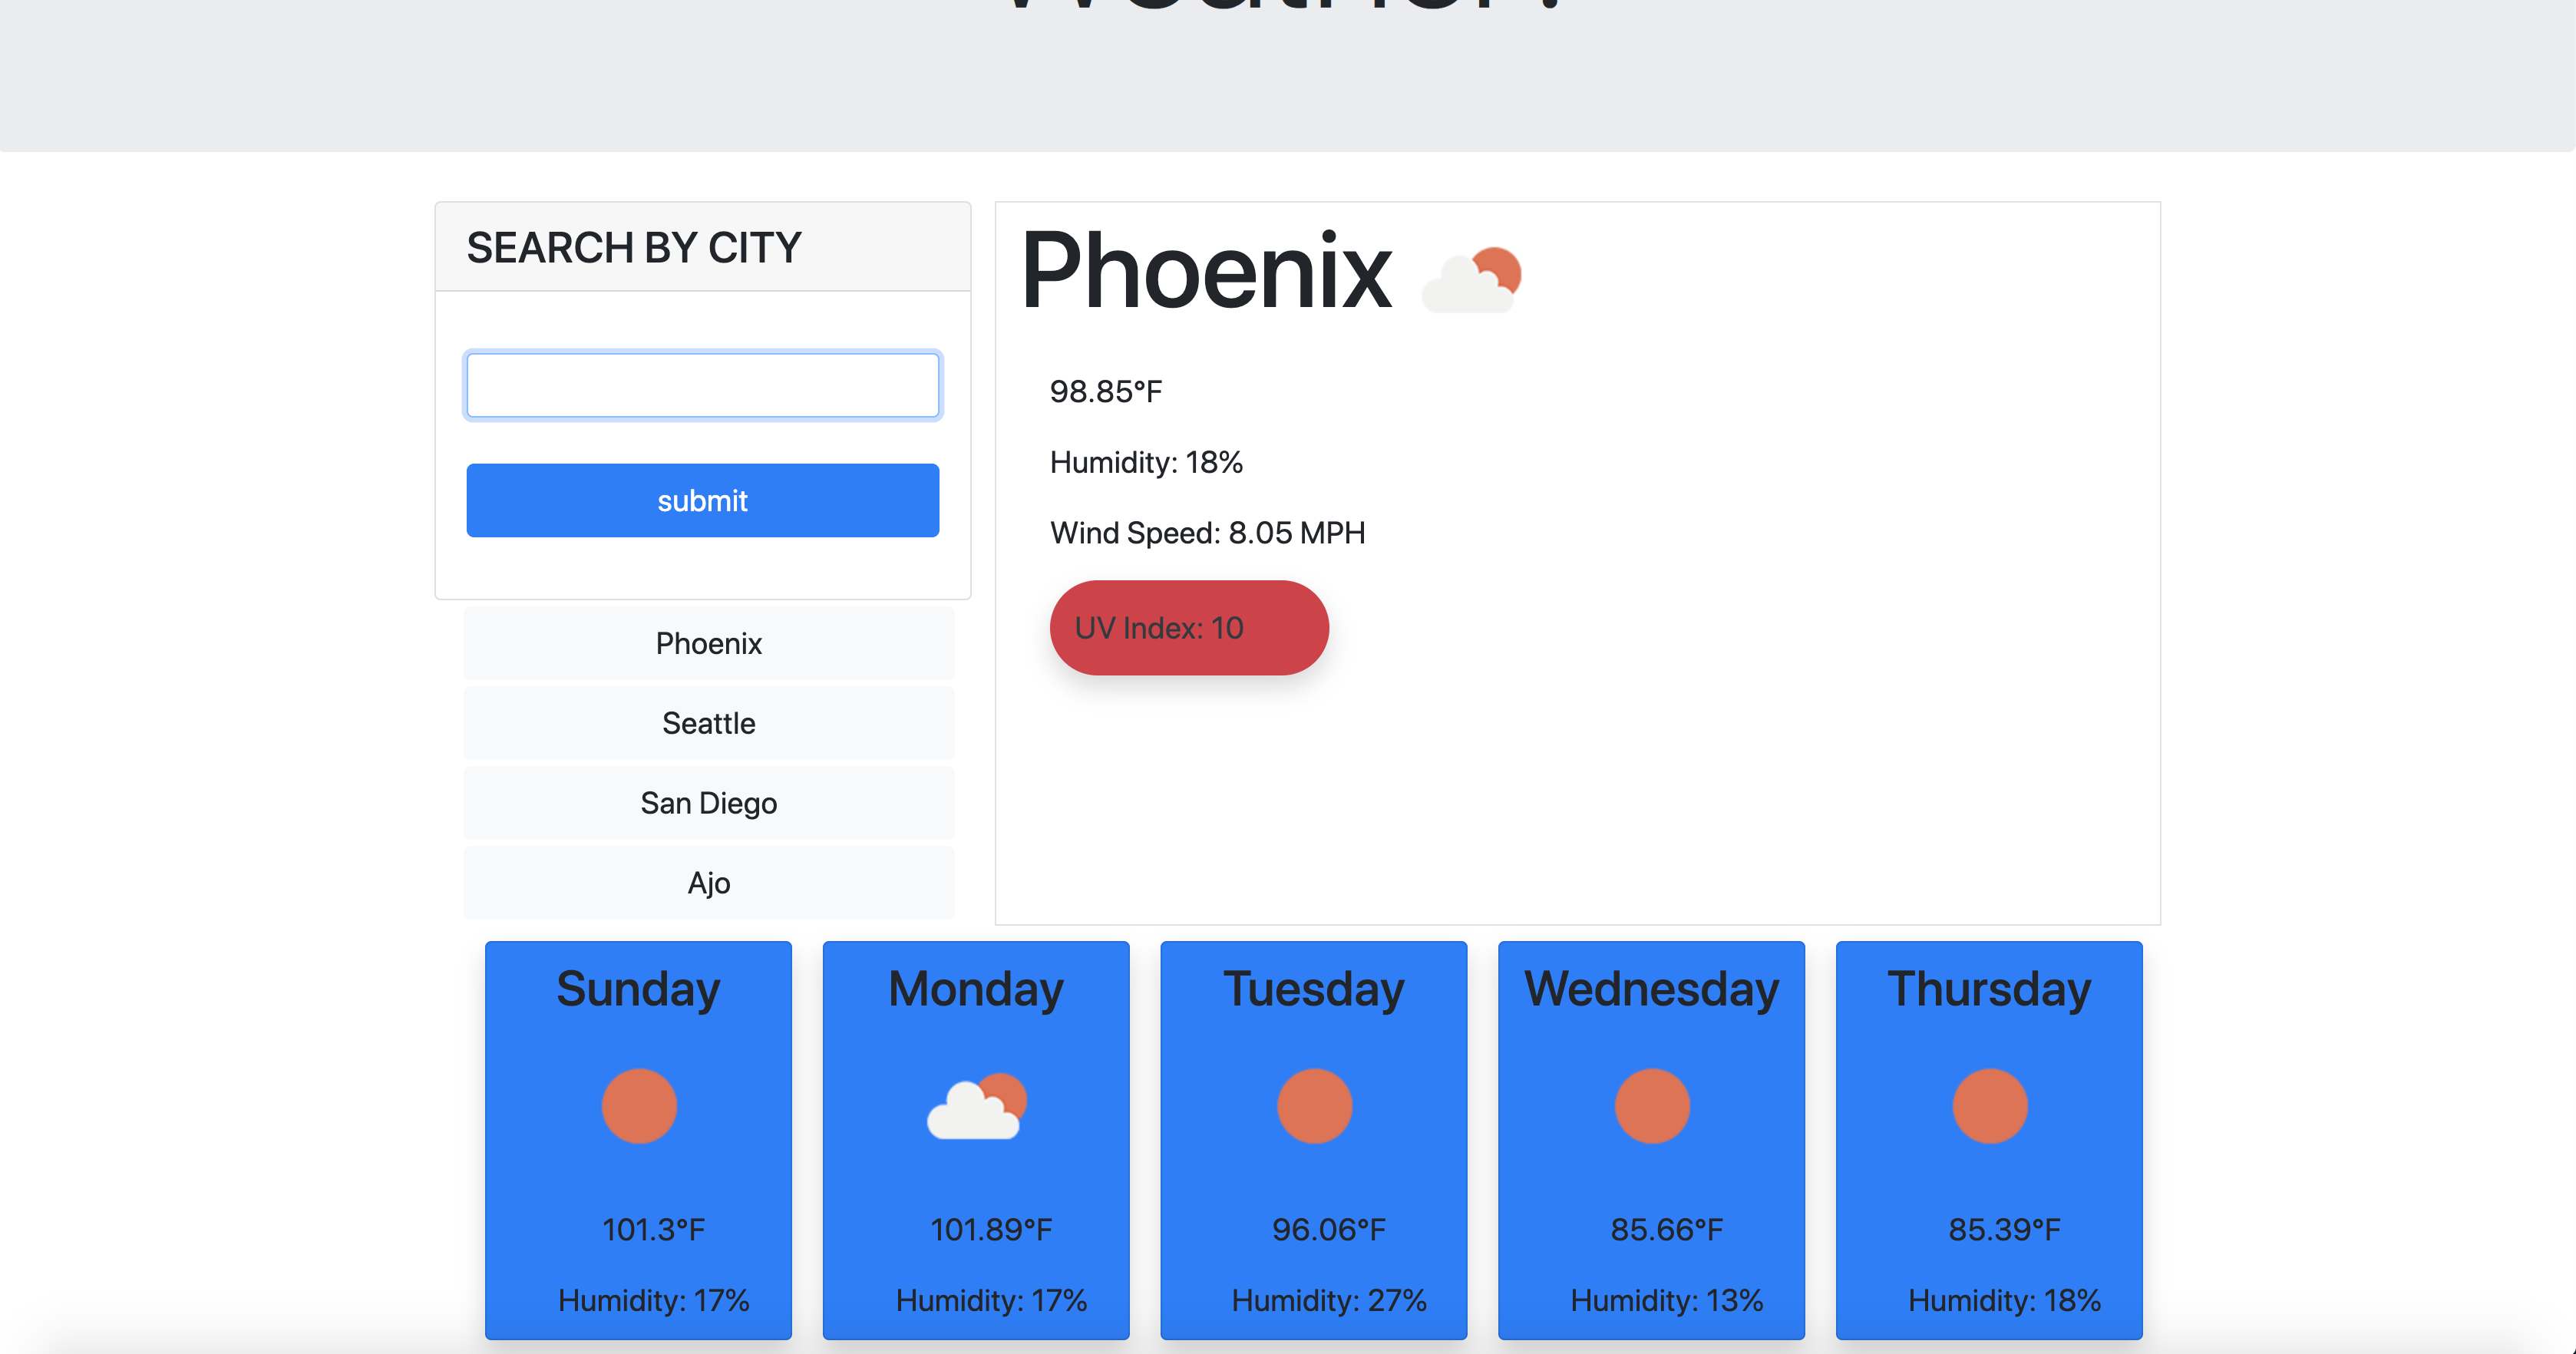 SEARCH BY CITY
submit
Phoenix
Seattle
San Diego
Ajo
Phoenix
98.85°F
Humidity: 18%
Wind Speed: 8.05 MPH
UV Index: 10
Sunday
101.3°F
Humidity: 17%
Monday
101.89°F
Humidity: 17%
Tuesday
96.06°F
Humidity: 27%
Wednesday
85.66°F
Humidity: 13%
Thursday
85.39°F
Humidity: 18%